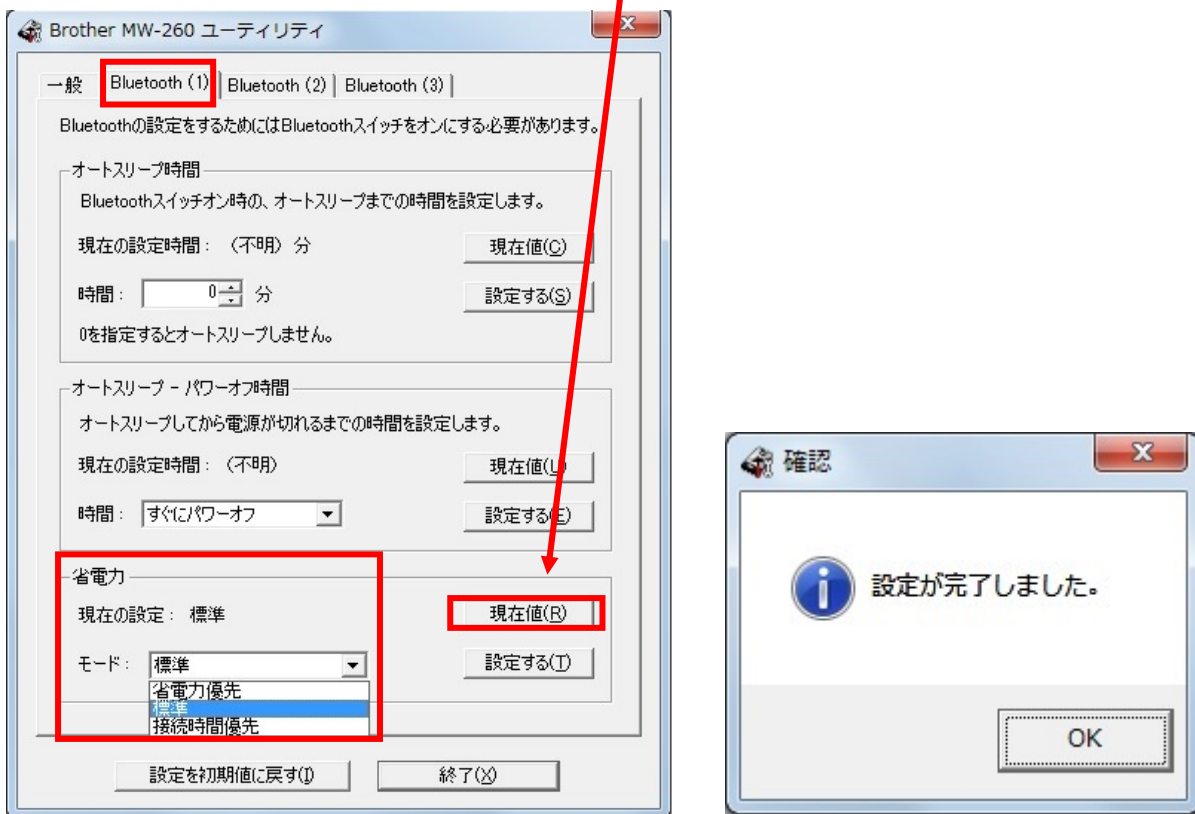 Brother MW-260 ユーティリティ
一般 Bluetooth (1) Bluetooth (2) Bluetooth (3)
Bluetoothの設定をするためにはBluetoothスイッチをオンにする必要があります。
オートスリープ時間
Bluetoothスイッチオン時の、オートスリープまでの時間を設定します。
現在の設定時間： （不明） 分 現在値(C)
時間： 0 分 設定する(S)
0を指定するとオートスリープしません。
オートスリープ - パワーオフ時間
オートスリープしてから電源が切れるまでの時間を設定します。
現在の設定時間： （不明） 現在値(U)
時間： すぐにパワーオフ 設定する(E)
省電力
現在の設定： 標準 現在値(R)
モード： 標準 設定する(T)
省電力優先
標準
接続時間優先
設定を初期値に戻す(I) 終了(X)
確認
設定が完了しました。
OK